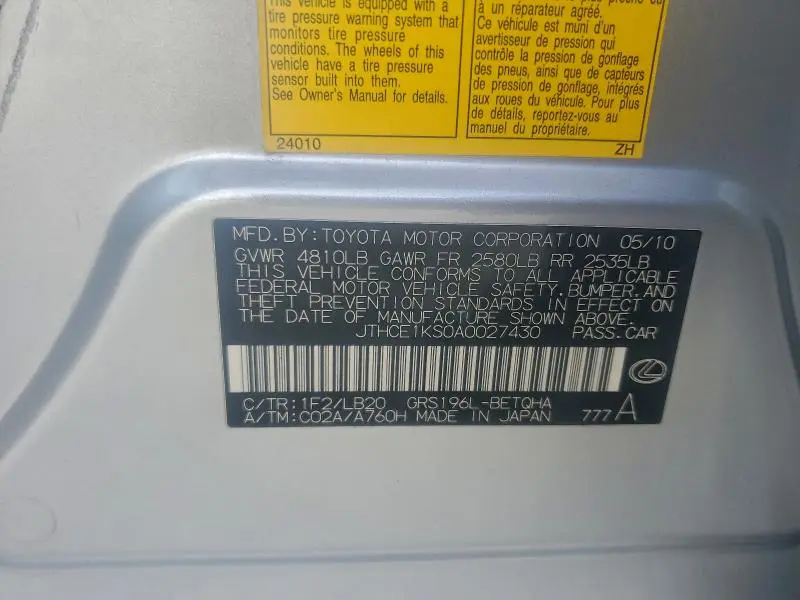 This vehicle is equipped with a
tire pressure warning system that
monitors tire pressure
conditions. The wheels of this
vehicle have a tire pressure
sensor built into them.
See Owner's Manual for details.
24010
à un réparateur agréé.
Ce véhicule est muni d'un
avertisseur de pression qui
contrôle la pression de gonflage
des pneus, ainsi que de capteurs
de pression de gonflage, intégrés
aux roues du véhicule. Pour plus
de détails, reportez-vous au
manuel du propriétaire.
ZH
MFD.BY:TOYOTA MOTOR CORPORATION 05/10
GVWR 4810LB GAWR FR 2580LB RR 2535LB
THIS VEHICLE CONFORMS TO ALL APPLICABLE
FEDERAL MOTOR VEHICLE SAFETY,BUMPER,AND
THEFT PREVENTION STANDARDS IN EFFECT ON
THE DATE OF MANUFACTURE SHOWN ABOVE.
JTHCE1KS0A0027430 PASS.CAR
C/TR:1F2/LB20 GRS196L-BETQHA
A/TM:C02A/A760H MADE IN JAPAN 777A